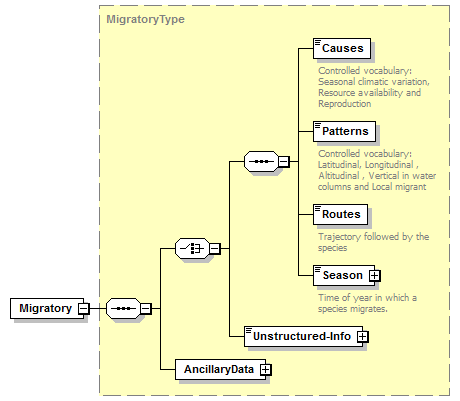 MigratoryType
Causes
Controlled vocabulary:
Seasonal climatic variation,
Resource availability and
Reproduction
Patterns
Controlled vocabulary:
Latitudinal, Longitudinal ,
Altitudinal , Vertical in water
columns and Local migrant
Routes
Trajectory followed by the
species
Season
Time of year in which a
species migrates.
Migratory
Unstructured-Info
AncillaryData